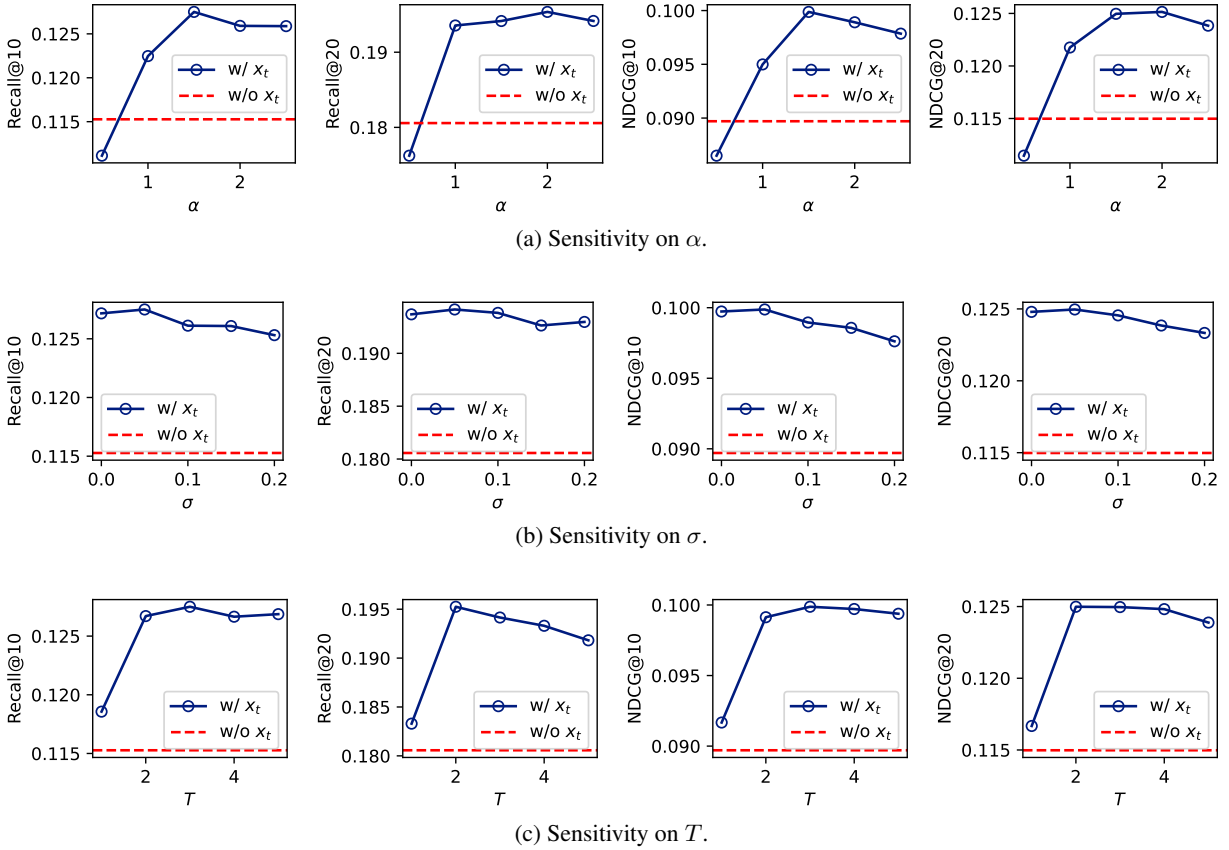 Recall@10
0.125
0.120
0.115
w/ x_t
w/o x_t
1 2
α
Recall@20
0.19
0.18
w/ x_t
w/o x_t
1 2
α
NDCG@10
0.100
0.095
0.090
w/ x_t
w/o x_t
1 2
α
NDCG@20
0.125
0.120
0.115
w/ x_t
w/o x_t
1 2
α
(a) Sensitivity on α.
Recall@10
0.125
0.120
0.115
w/ x_t
w/o x_t
0.0 0.1 0.2
σ
Recall@20
0.190
0.185
0.180
w/ x_t
w/o x_t
0.0 0.1 0.2
σ
NDCG@10
0.100
0.095
0.090
w/ x_t
w/o x_t
0.0 0.1 0.2
σ
NDCG@20
0.125
0.120
0.115
w/ x_t
w/o x_t
0.0 0.1 0.2
σ
(b) Sensitivity on σ.
Recall@10
0.125
0.120
0.115
w/ x_t
w/o x_t
2 4
T
Recall@20
0.195
0.190
0.185
0.180
w/ x_t
w/o x_t
2 4
T
NDCG@10
0.100
0.095
0.090
w/ x_t
w/o x_t
2 4
T
NDCG@20
0.125
0.120
0.115
w/ x_t
w/o x_t
2 4
T
(c) Sensitivity on T.